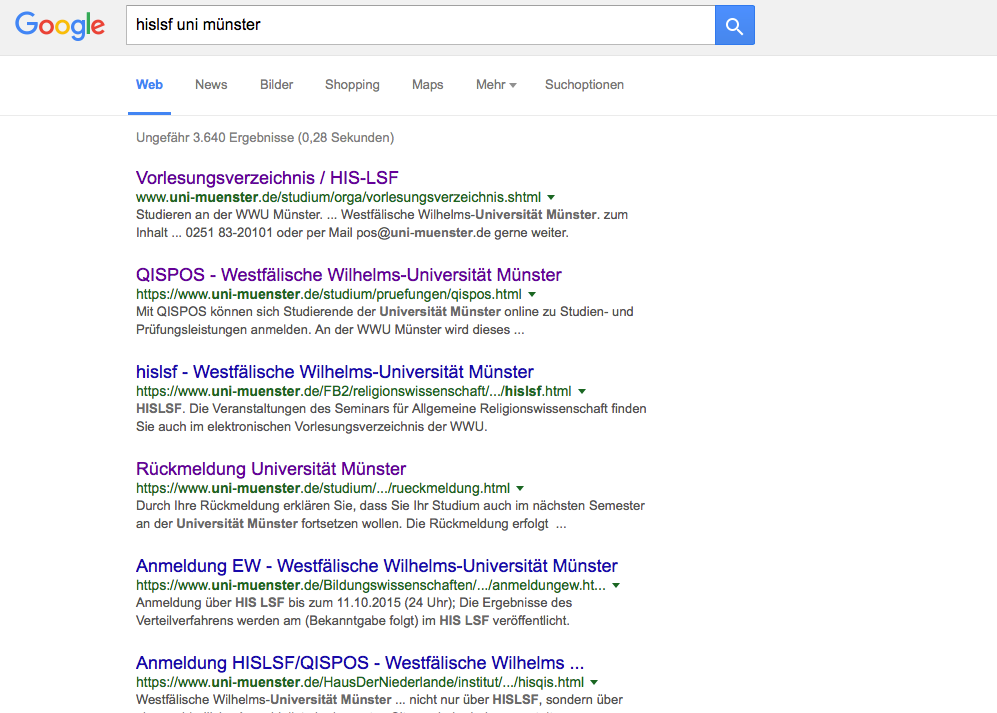 Google
hislsf uni münster
Web News Bilder Shopping Maps Mehr Suchoptionen
Ungefähr 3.640 Ergebnisse (0,28 Sekunden)
Vorlesungsverzeichnis / HIS-LSF
www.uni-muenster.de/studium/orga/vorlesungsverzeichnis.shtml
Studieren an der WWU Münster. ... Westfälische Wilhelms-Universität Münster. zum
Inhalt ... 0251 83-20101 oder per Mail pos@uni-muenster.de gerne weiter.
QISPOS - Westfälische Wilhelms-Universität Münster
https://www.uni-muenster.de/studium/pruefungen/qispos.html
Mit QISPOS können sich Studierende der Universität Münster online zu Studien- und
Prüfungsleistungen anmelden. An der WWU Münster wird dieses ...
hislsf - Westfälische Wilhelms-Universität Münster
https://www.uni-muenster.de/FB2/religionswissenschaft/.../hislsf.html
HISLSF. Die Veranstaltungen des Seminars für Allgemeine Religionswissenschaft finden
Sie auch im elektronischen Vorlesungsverzeichnis der WWU.
Rückmeldung Universität Münster
https://www.uni-muenster.de/studium/.../rueckmeldung.html
Durch Ihre Rückmeldung erklären Sie, dass Sie Ihr Studium auch im nächsten Semester
an der Universität Münster fortsetzen wollen. Die Rückmeldung erfolgt ...
Anmeldung EW - Westfälische Wilhelms-Universität Münster
https://www.uni-muenster.de/Bildungswissenschaften/.../anmeldungew.ht...
Anmeldung über HIS LSF bis zum 11.10.2015 (24 Uhr); Die Ergebnisse des
Verteilverfahrens werden am (Bekanntgabe folgt) im HIS LSF veröffentlicht.
Anmeldung HISLSF/QISPOS - Westfälische Wilhelms ...
https://www.uni-muenster.de/HausDerNiederlande/institut/.../hisqis.html
Westfälische Wilhelms-Universität Münster ... nicht nur über HISLSF, sondern über